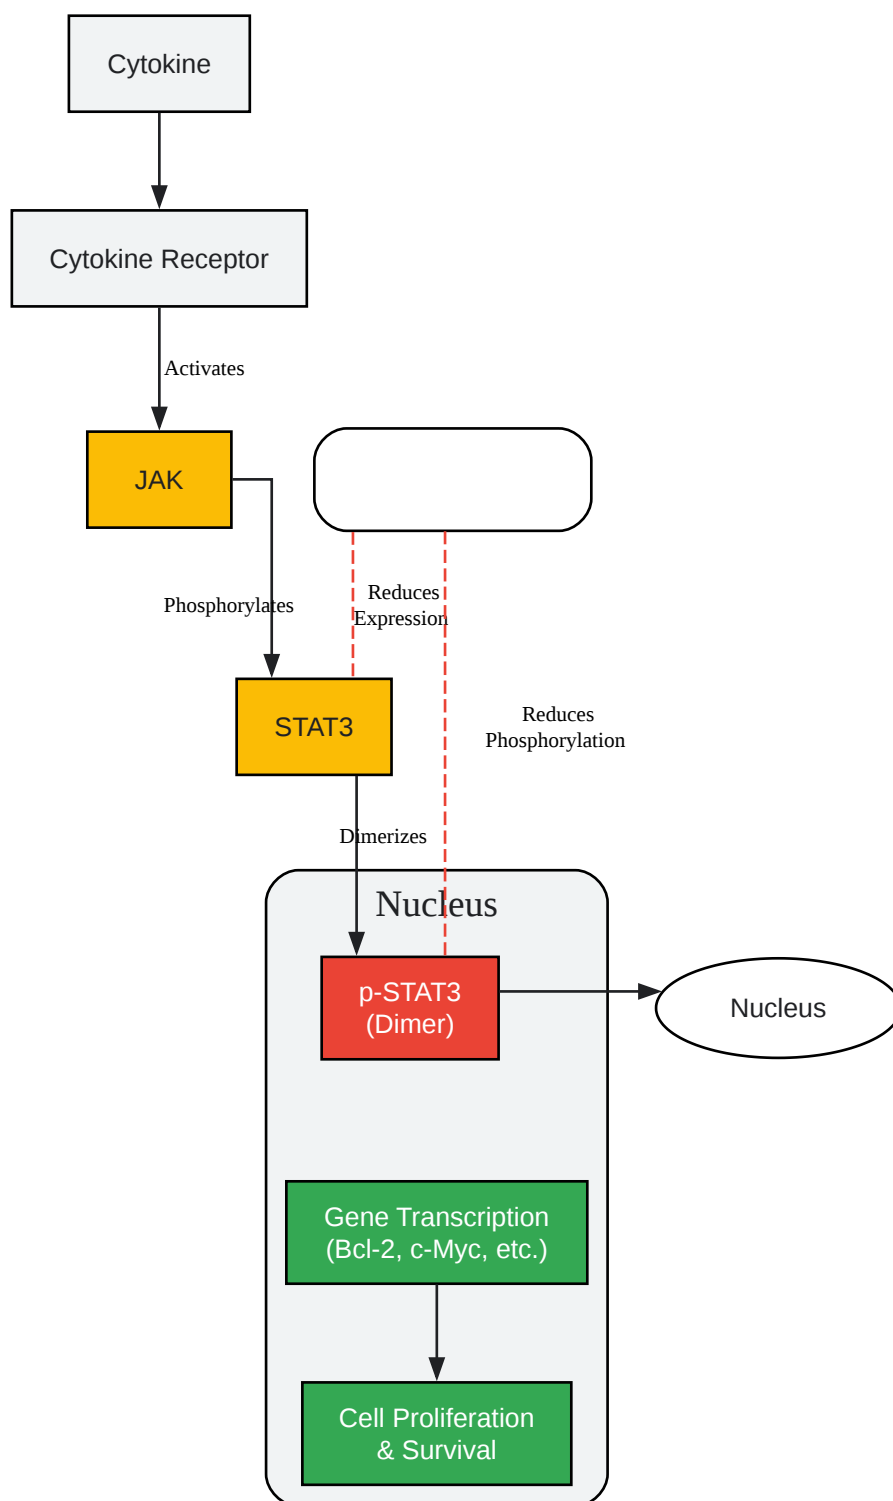 Cytokine
Cytokine Receptor
Activates
JAK
Reduces
Expression
Phosphorylates
Reduces
Phosphorylation
STAT3
Dimerizes
Nucleus
p-STAT3
(Dimer)
Nucleus
Gene Transcription
(Bcl-2, c-Myc, etc.)
Cell Proliferation
& Survival